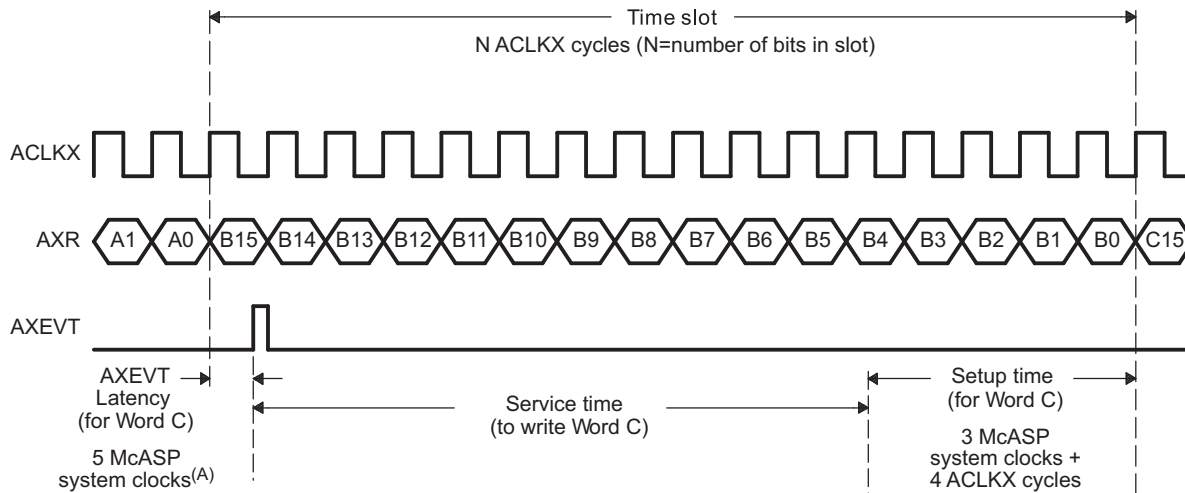 Time slot
N ACLKX cycles (N=number of bits in slot)
ACLKX
AXR
A1 A0 B15 B14 B13 B12 B11 B10 B9 B8 B7 B6 B5 B4 B3 B2 B1 B0 C15
AXEVT
AXEVT
Latency
(for Word C)
5 McASP
system clocks(A)
Service time
(to write Word C)
Setup time
(for Word C)
3 McASP
system clocks +
4 ACLKX cycles